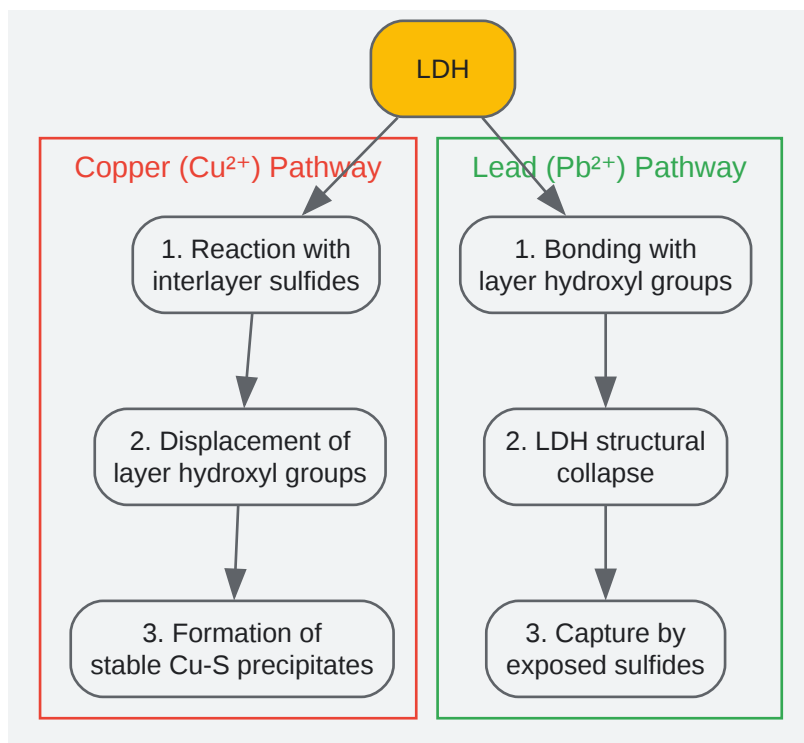 LDH
Copper (Cu²⁺) Pathway
1. Reaction with
interlayer sulfides
2. Displacement of
layer hydroxyl groups
3. Formation of
stable Cu-S precipitates
Lead (Pb²⁺) Pathway
1. Bonding with
layer hydroxyl groups
2. LDH structural
collapse
3. Capture by
exposed sulfides